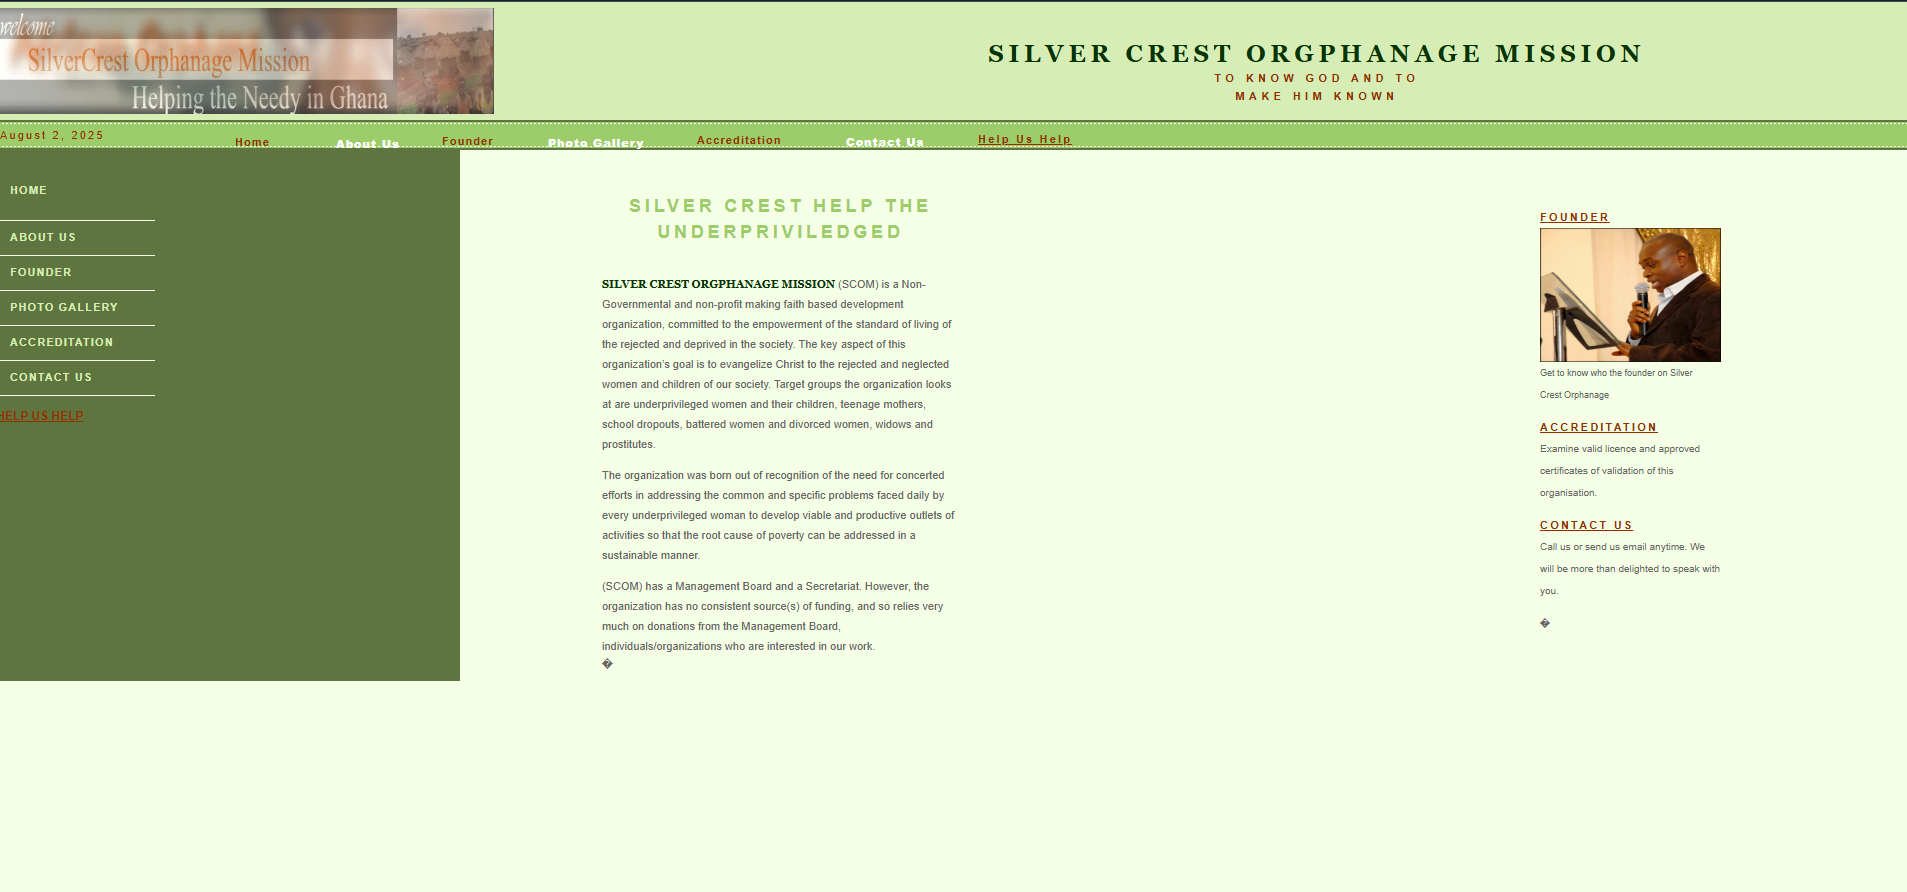 welcome
SilverCrest Orphanage Mission
Helping the Needy in Ghana
SILVER CREST ORGPHANAGE MISSION
TO KNOW GOD AND TO
MAKE HIM KNOWN
August 2, 2025
Home About Us Founder Photo Gallery Accreditation Contact Us Help Us Help
HOME
ABOUT US
FOUNDER
PHOTO GALLERY
ACCREDITATION
CONTACT US
HELP US HELP
SILVER CREST HELP THE
UNDERPRIVILEDGED
SILVER CREST ORGPHANAGE MISSION (SCOM) is a Non-
Governmental and non-profit making faith based development
organization, committed to the empowerment of the standard of living of
the rejected and deprived in the society. The key aspect of this
organization's goal is to evangelize Christ to the rejected and neglected
women and children of our society. Target groups the organization looks
at are underprivileged women and their children, teenage mothers,
school dropouts, battered women and divorced women, widows and
prostitutes.
The organization was born out of recognition of the need for concerted
efforts in addressing the common and specific problems faced daily by
every underprivileged woman to develop viable and productive outlets of
activities so that the root cause of poverty can be addressed in a
sustainable manner.
(SCOM) has a Management Board and a Secretariat. However, the
organization has no consistent source(s) of funding, and so relies very
much on donations from the Management Board,
individuals/organizations who are interested in our work.
�
FOUNDER
Get to know who the founder on Silver
Crest Orphanage
ACCREDITATION
Examine valid licence and approved
certificates of validation of this
organisation.
CONTACT US
Call us or send us email anytime. We
will be more than delighted to speak with
you.
�